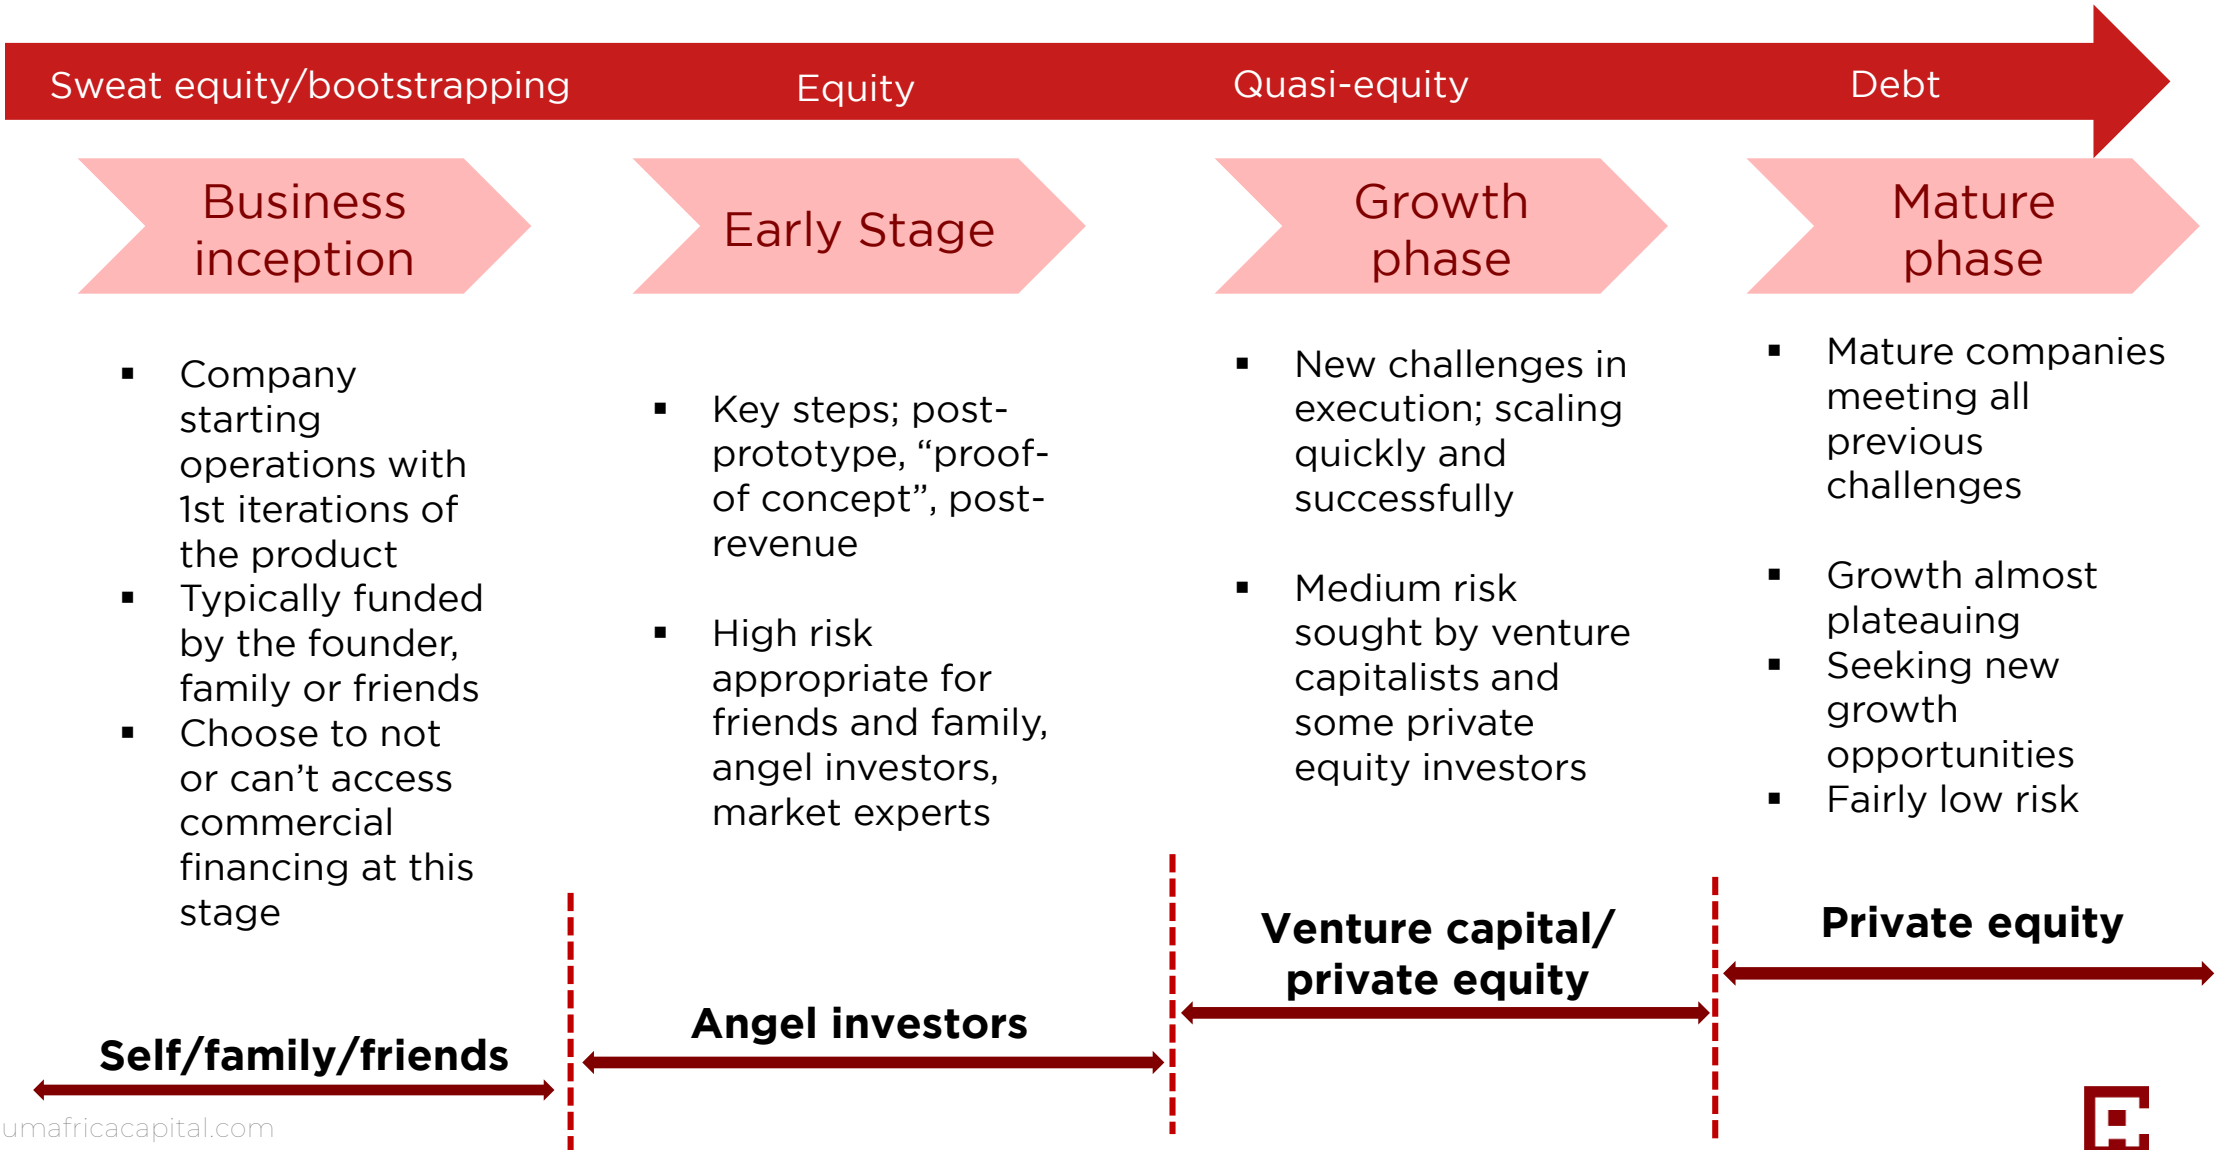 Sweat equity/bootstrapping
Equity
Quasi-equity
Debt
Business
inception
Early Stage
Growth
phase
Mature
phase
▪ Company
starting
operations with
1st iterations of
the product
▪ Typically funded
by the founder,
family or friends
▪ Choose to not
or can’t access
commercial
financing at this
stage
▪ Key steps; post-
prototype, “proof-
of concept”, post-
revenue
▪ High risk
appropriate for
friends and family,
angel investors,
market experts
▪ New challenges in
execution; scaling
quickly and
successfully
▪ Medium risk
sought by venture
capitalists and
some private
equity investors
▪ Mature companies
meeting all
previous
challenges
▪ Growth almost
plateauing
▪ Seeking new
growth
opportunities
▪ Fairly low risk
Self/family/friends
Angel investors
Venture capital/
private equity
Private equity
umafricacapital.com